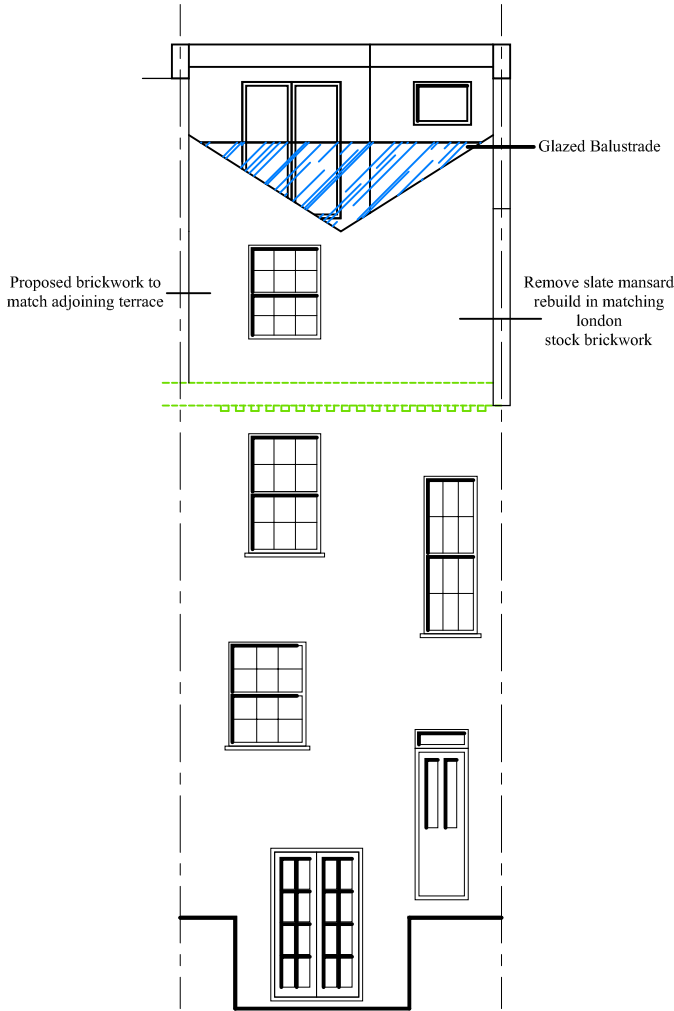 Glazed Balustrade
Proposed brickwork to
match adjoining terrace
Remove slate mansard
rebuild in matching
london
stock brickwork